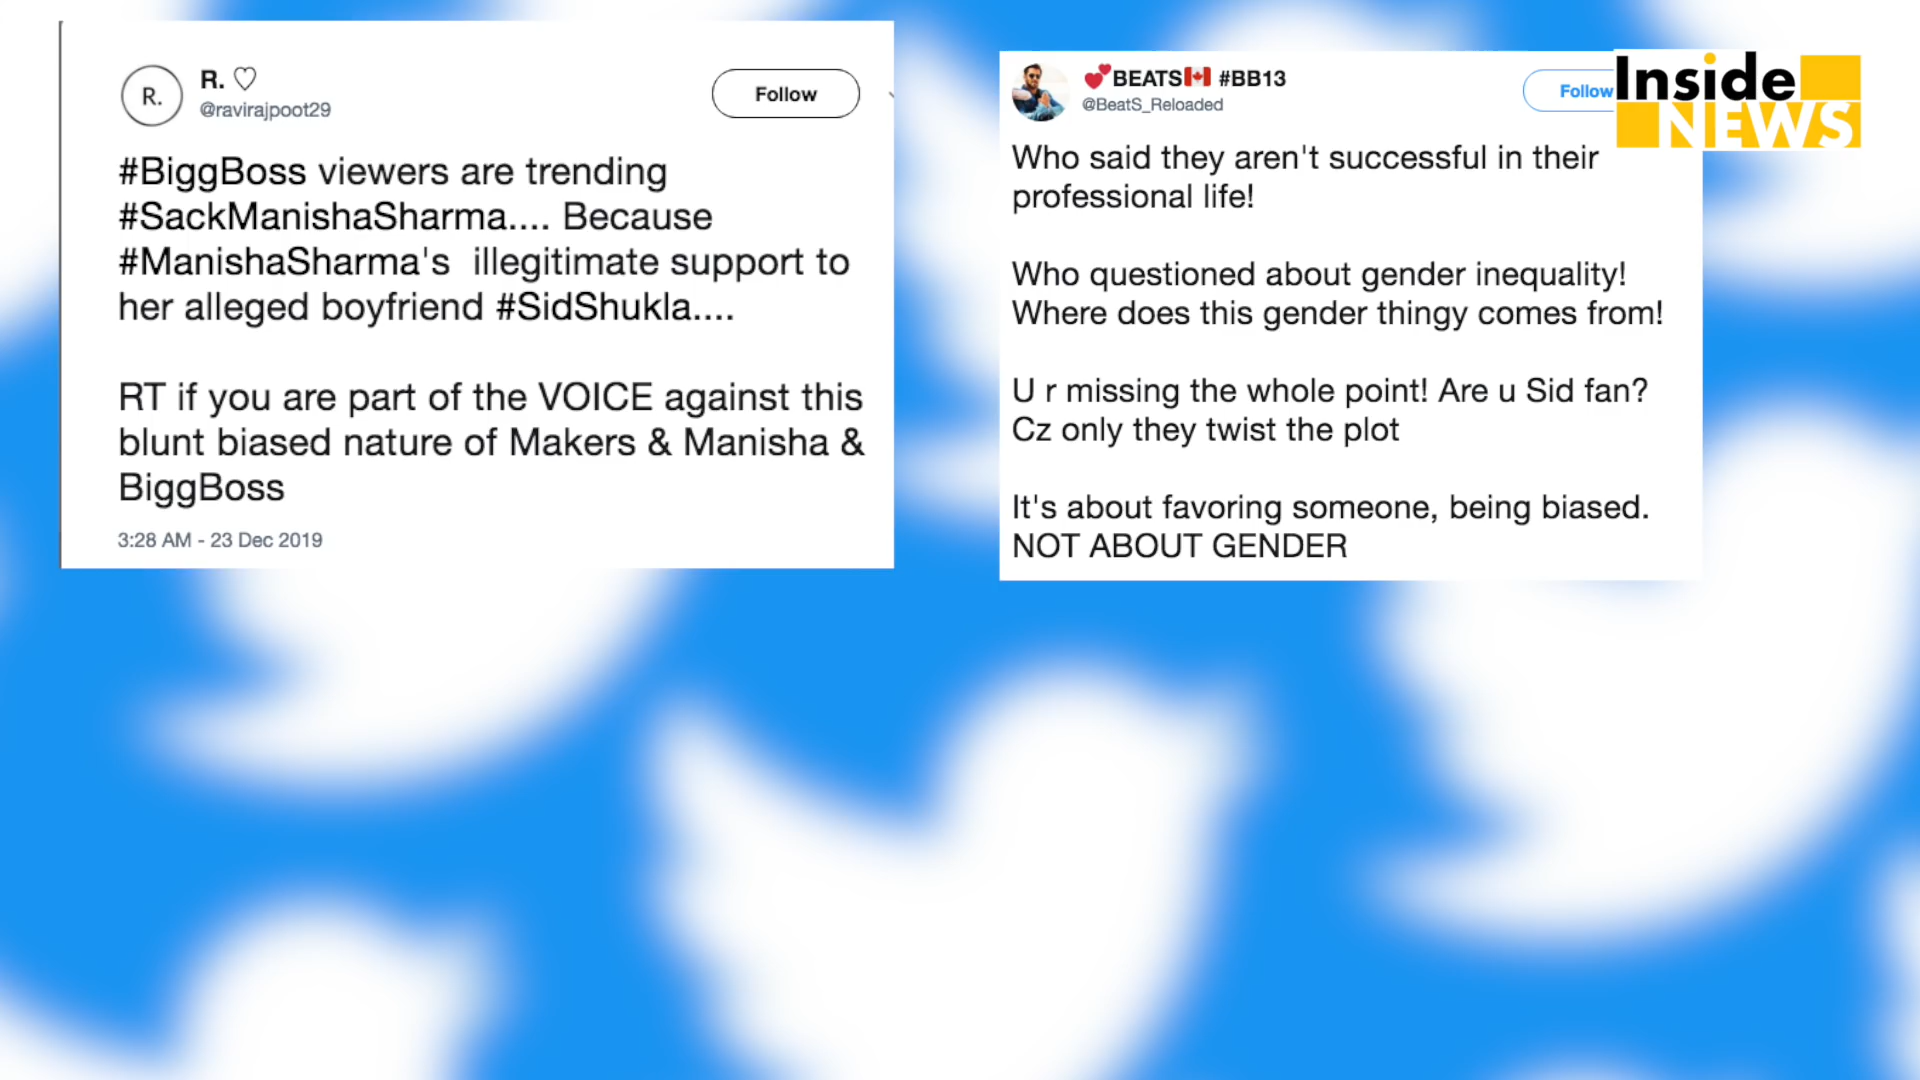 R. ♡
@ravirajpoot29
Follow
#BiggBoss viewers are trending
#SackManishaSharma.... Because
#ManishaSharma's illegitimate support to
her alleged boyfriend #SidShukla....
RT if you are part of the VOICE against this
blunt biased nature of Makers & Manisha &
BiggBoss
3:28 AM - 23 Dec 2019
R.
💕BEATS🇨🇦 #BB13
@BeatS_Reloaded
Follow
Who said they aren't successful in their
professional life!
Who questioned about gender inequality!
Where does this gender thingy comes from!
U r missing the whole point! Are u Sid fan?
Cz only they twist the plot
It's about favoring someone, being biased.
NOT ABOUT GENDER
Inside
NEWS